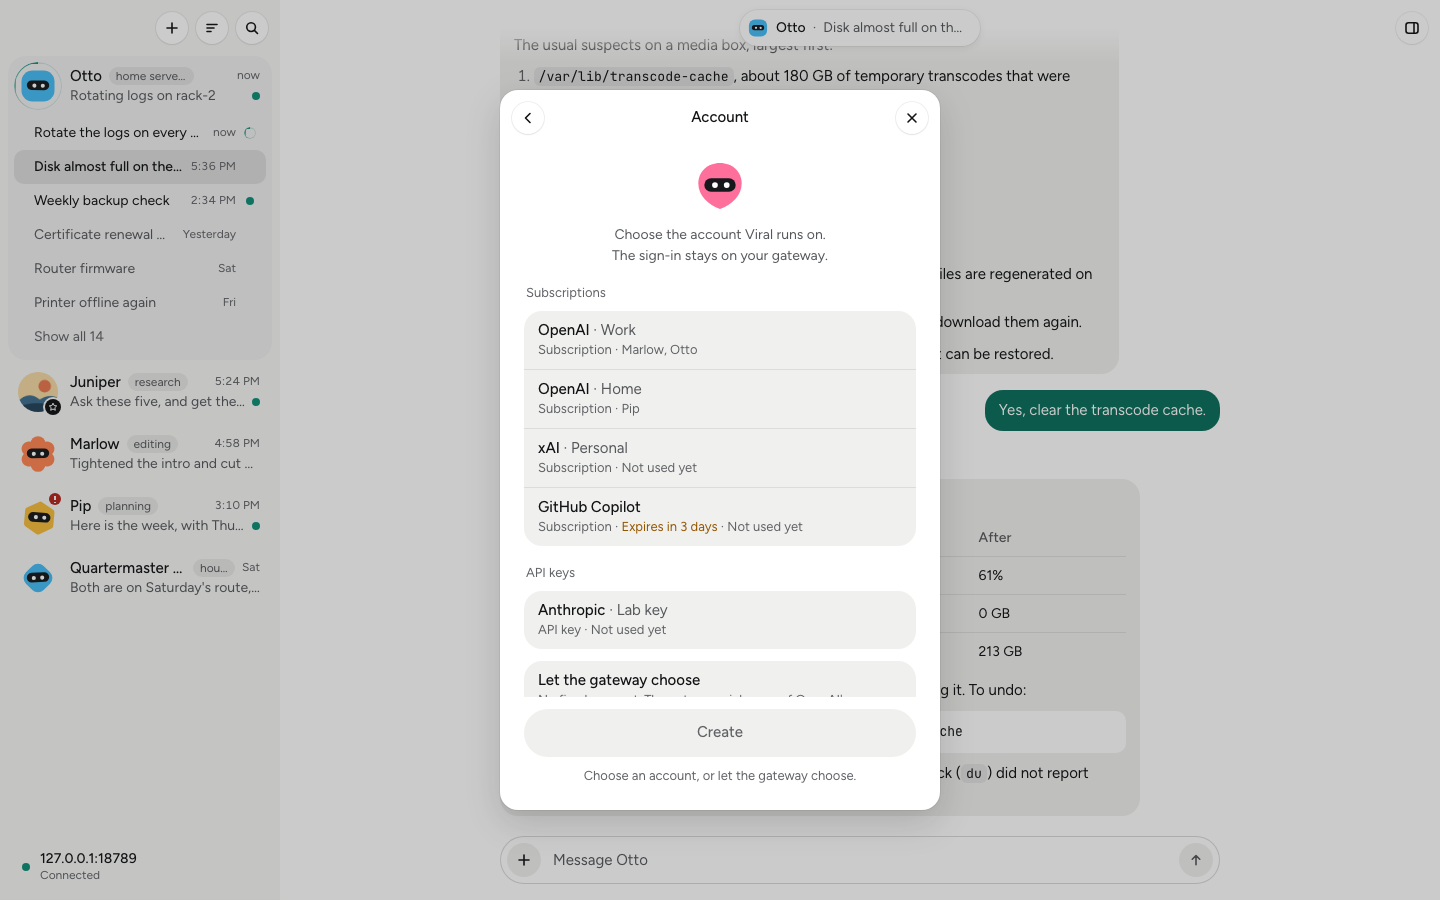 Otto · Disk almost full on th...
Otto home serve... now
Rotating logs on rack-2
Rotate the logs on every ... now
Disk almost full on the... 5:36 PM
Weekly backup check 2:34 PM
Certificate renewal ... Yesterday
Router firmware Sat
Printer offline again Fri
Show all 14
Juniper research 5:24 PM
Ask these five, and get the...
Marlow editing 4:58 PM
Tightened the intro and cut ...
Pip planning 3:10 PM
Here is the week, with Thu...
Quartermaster ... hou... Sat
Both are on Saturday's route,...
127.0.0.1:18789
Connected
The usual suspects on a media box, largest first:
1. /var/lib/transcode-cache, about 180 GB of temporary transcodes that were
iles are regenerated on
download them again.
can be restored.
Yes, clear the transcode cache.
After
61%
0 GB
213 GB
g it. To undo:
che
ck (du) did not report
Message Otto
Account
Choose the account Viral runs on.
The sign-in stays on your gateway.
Subscriptions
OpenAI · Work
Subscription · Marlow, Otto
OpenAI · Home
Subscription · Pip
xAI · Personal
Subscription · Not used yet
GitHub Copilot
Subscription · Expires in 3 days · Not used yet
API keys
Anthropic · Lab key
API key · Not used yet
Let the gateway choose
Create
Choose an account, or let the gateway choose.